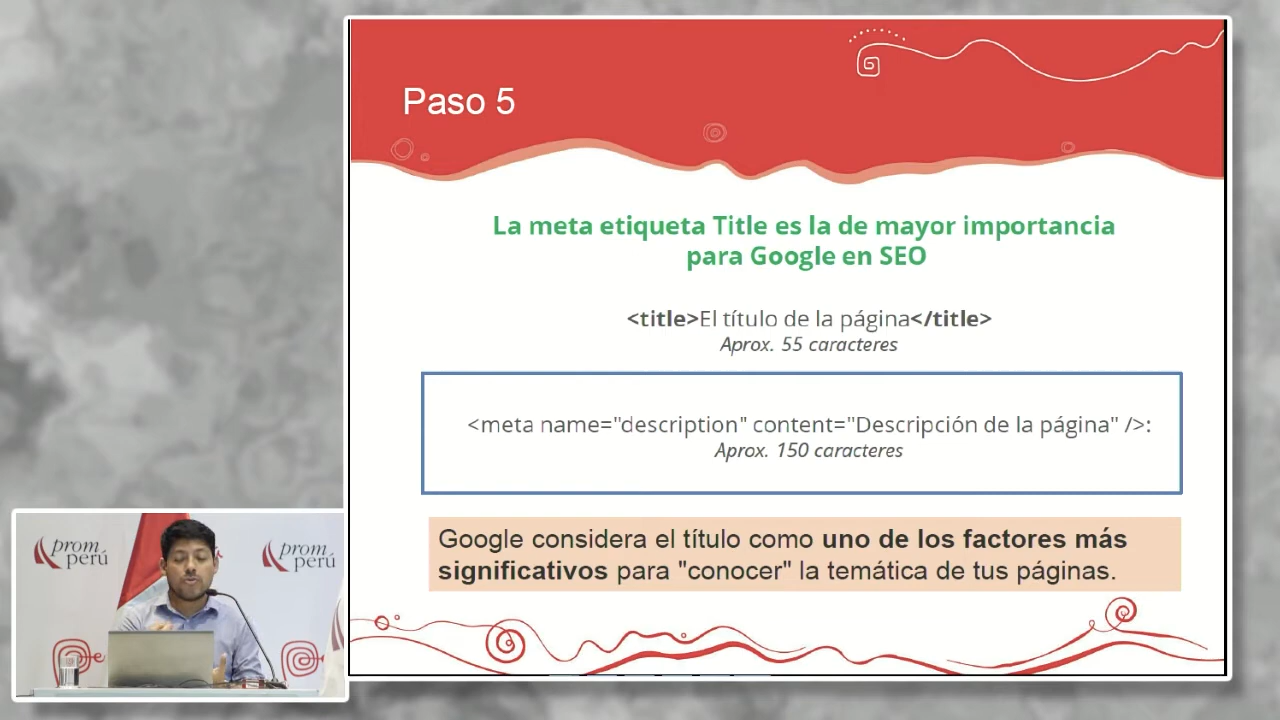 Paso 5
La meta etiqueta Title es la de mayor importancia
para Google en SEO
<title>El título de la página</title>
Aprox. 55 caracteres
<meta name="description" content="Descripción de la página" />:
Aprox. 150 caracteres
Google considera el título como uno de los factores más
significativos para "conocer" la temática de tus páginas.
prom
perú
prom
perú